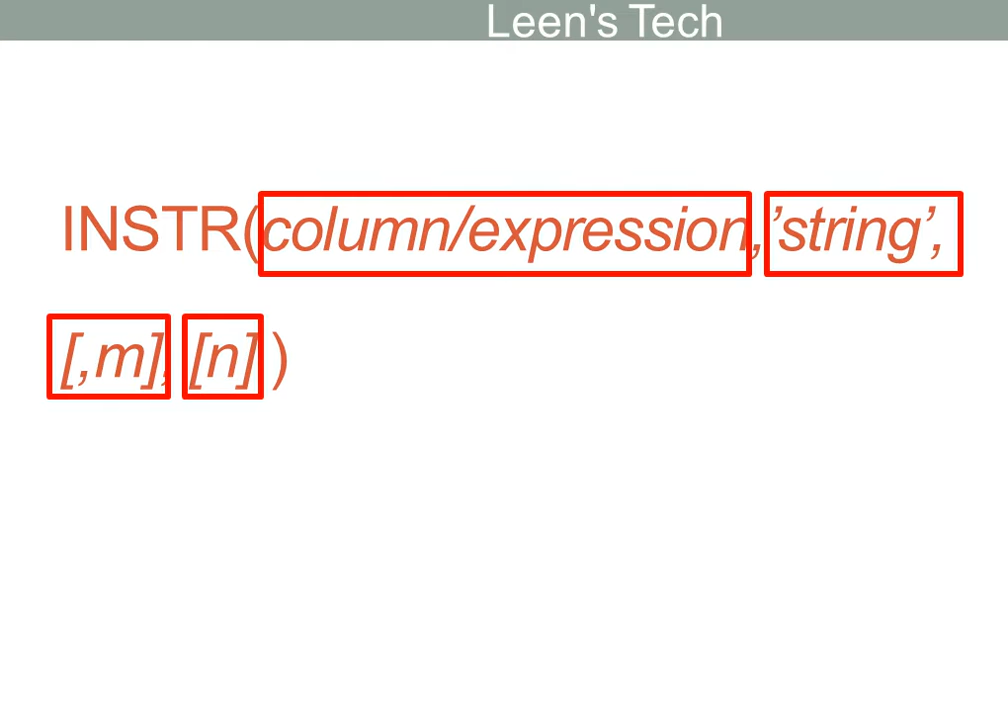 Leen's Tech
INSTR(column/expression,’string’,
[,m], [n] )